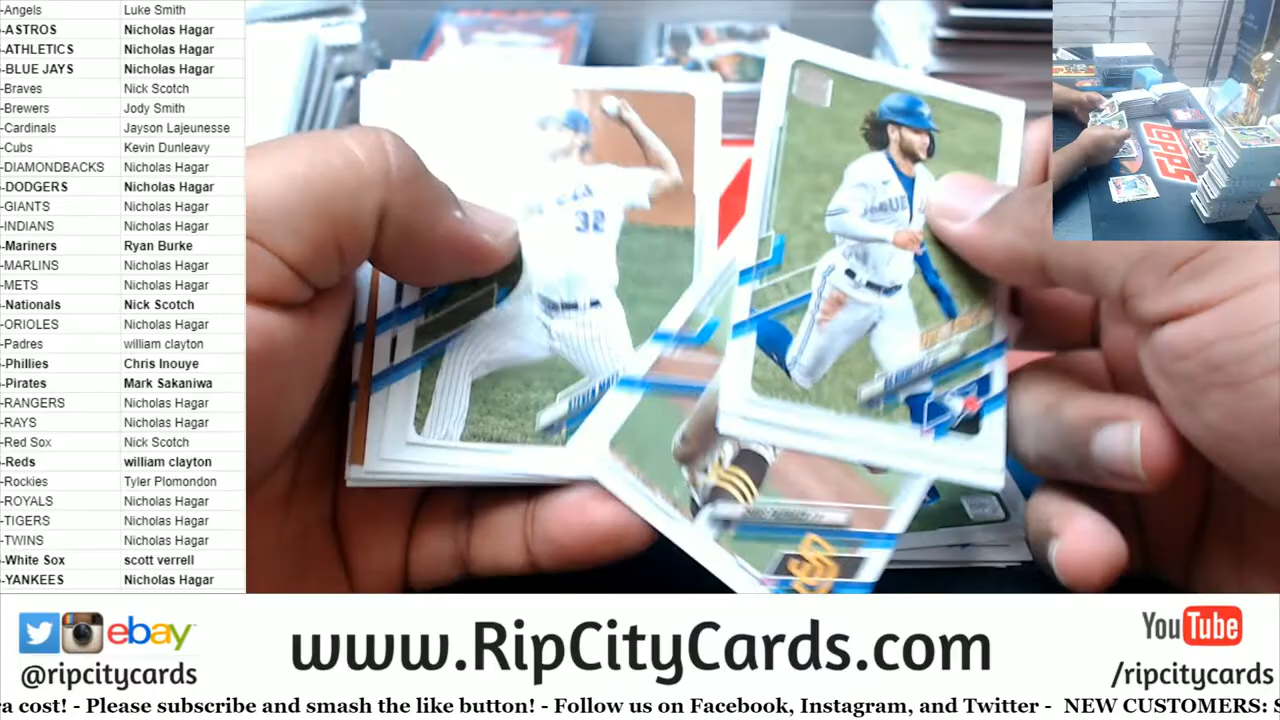 -Angels Luke Smith
-ASTROS Nicholas Hagar
-ATHLETICS Nicholas Hagar
-BLUE JAYS Nicholas Hagar
-Braves Nick Scotch
-Brewers Jody Smith
-Cardinals Jayson Lajeunesse
-Cubs Kevin Dunleavy
-DIAMONDBACKS Nicholas Hagar
-DODGERS Nicholas Hagar
-GIANTS Nicholas Hagar
-INDIANS Nicholas Hagar
-Mariners Ryan Burke
-MARLINS Nicholas Hagar
-METS Nicholas Hagar
-Nationals Nick Scotch
-ORIOLES Nicholas Hagar
-Padres william clayton
-Phillies Chris Inouye
-Pirates Mark Sakaniwa
-RANGERS Nicholas Hagar
-RAYS Nicholas Hagar
-Red Sox Nick Scotch
-Reds william clayton
-Rockies Tyler Plomondon
-ROYALS Nicholas Hagar
-TIGERS Nicholas Hagar
-TWINS Nicholas Hagar
-White Sox scott verrell
-YANKEES Nicholas Hagar
32
TOPPS
ebay
@ripcitycards
www.RipCityCards.com
YouTube
/ripcitycards
a cost! - Please subscribe and smash the like button! - Follow us on Facebook, Instagram, and Twitter - NEW CUSTOMERS: S